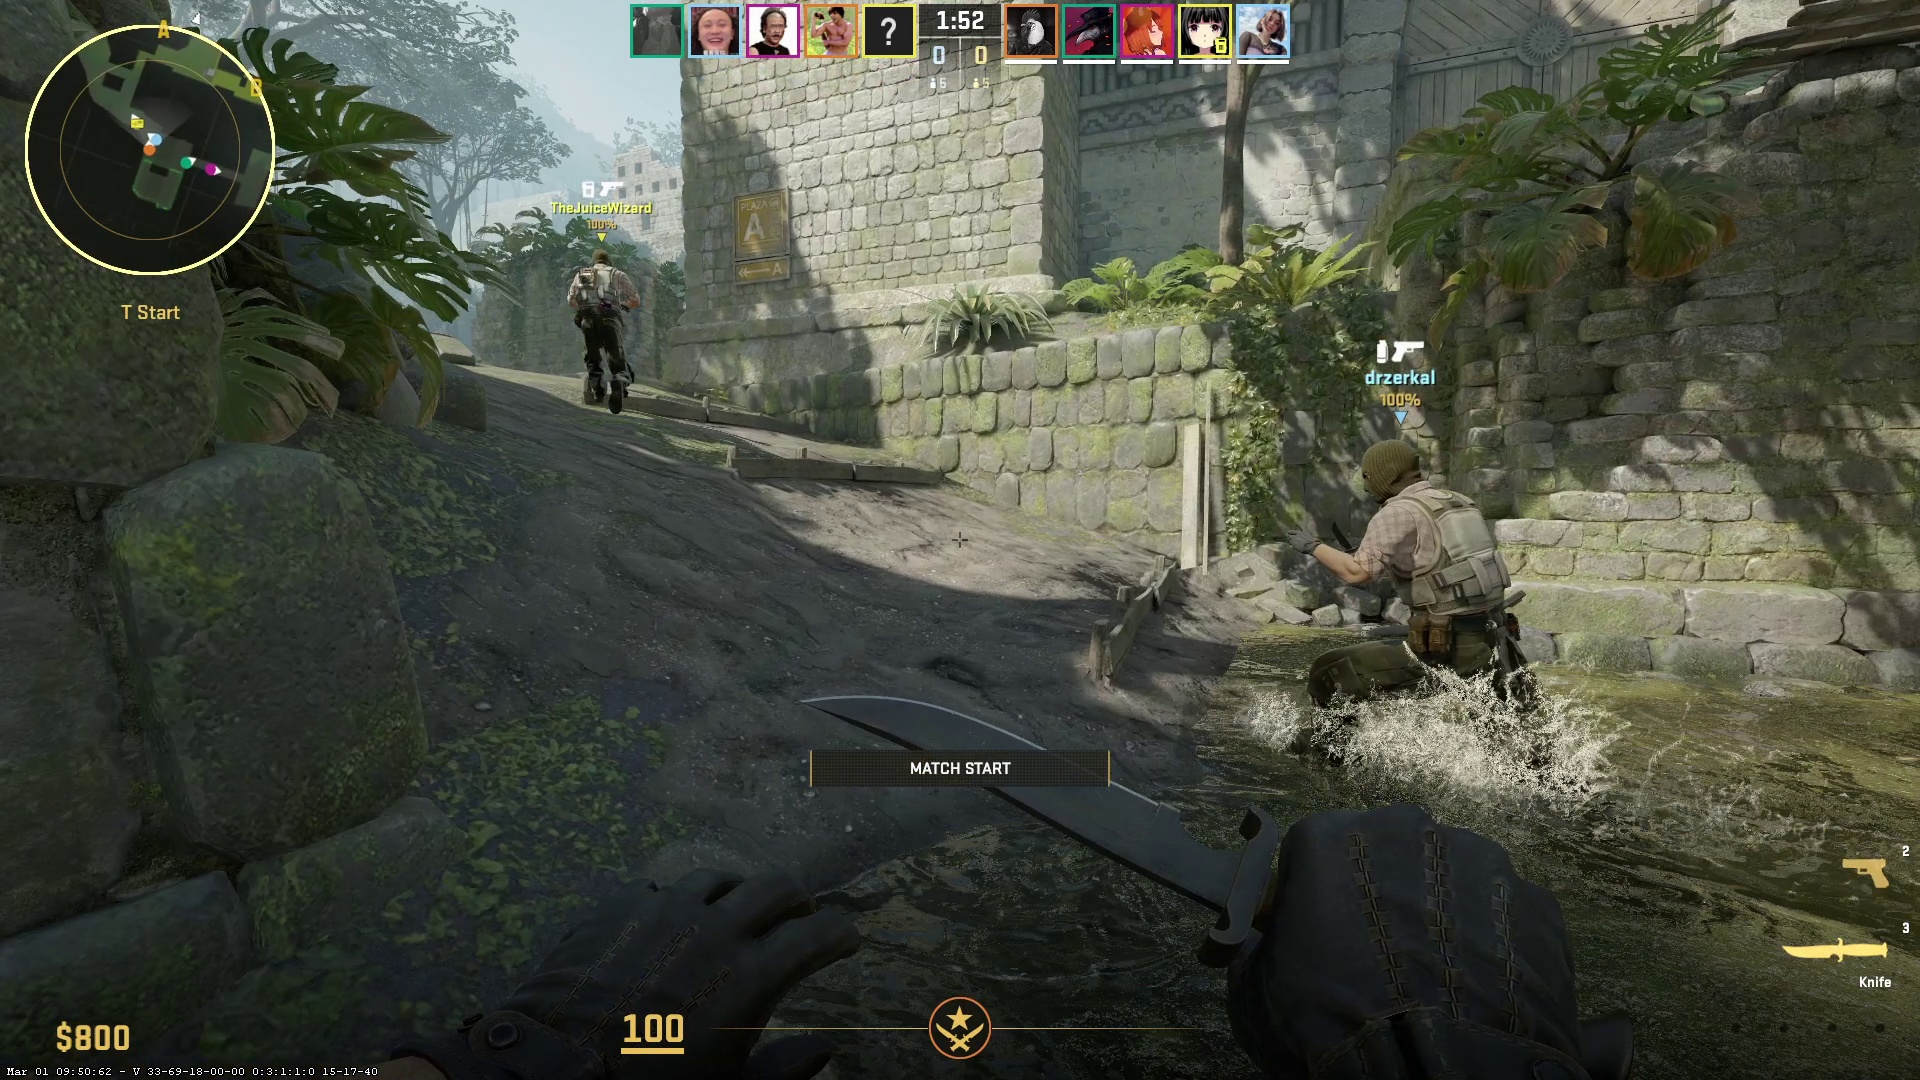 A
B
T Start
?
1:52
0 0
5 5
TheJuiceWizard
100%
PLAZA
A
A
drzerkal
100%
MATCH START
2
3
Knife
$800
100
Mar 01 09:50:62 - V 33-69-18-00-00 0:3:1:1:0 15-17-40